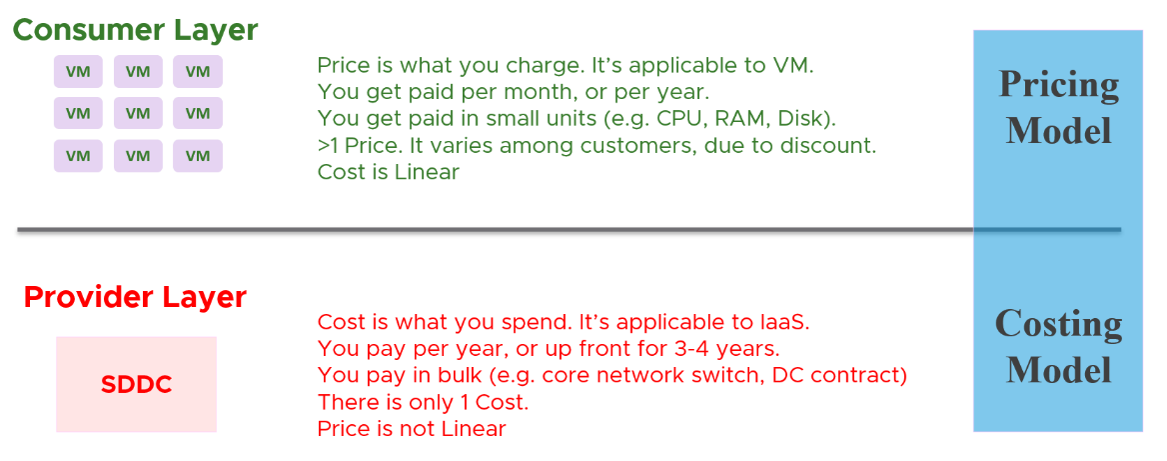 Consumer Layer
VM VM VM
VM VM VM
VM VM VM
Price is what you charge. It’s applicable to VM.
You get paid per month, or per year.
You get paid in small units (e.g. CPU, RAM, Disk).
>1 Price. It varies among customers, due to discount.
Cost is Linear
Pricing
Model
Provider Layer
SDDC
Cost is what you spend. It’s applicable to IaaS.
You pay per year, or up front for 3-4 years.
You pay in bulk (e.g. core network switch, DC contract)
There is only 1 Cost.
Price is not Linear
Costing
Model